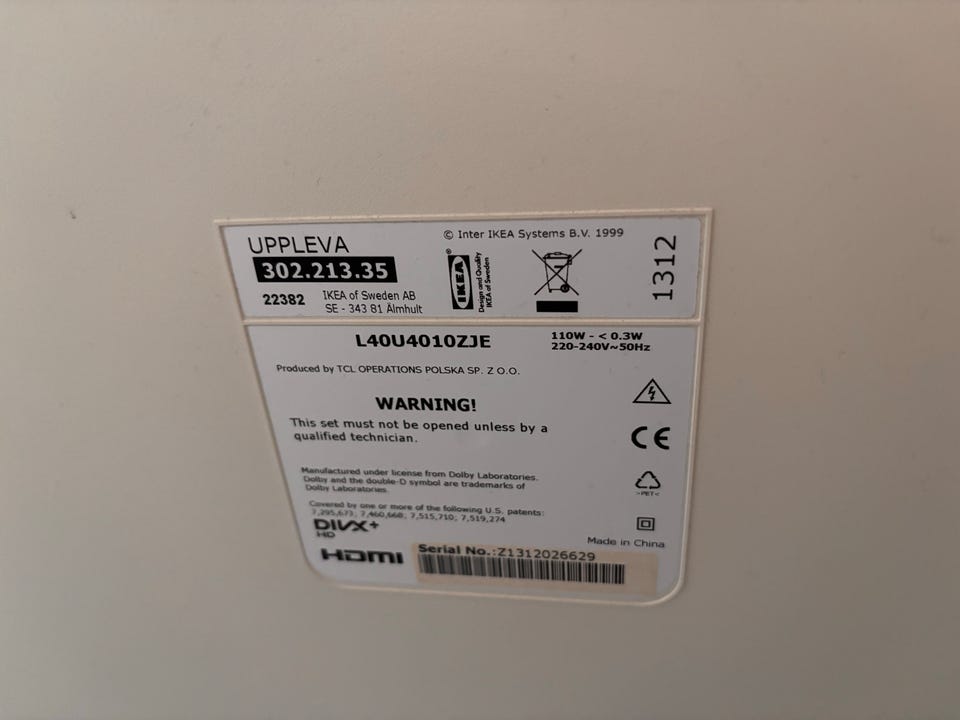 UPPLEVA
© Inter IKEA Systems B.V. 1999
302.213.35
22382
IKEA of Sweden AB
SE - 343 81 Älmhult
IKEA
®
Design and Quality
IKEA of Sweden
1312
L40U4010ZJE
110W - < 0.3W
220-240V~50Hz
Produced by TCL OPERATIONS POLSKA SP. Z O.O.
WARNING!
This set must not be opened unless by a
qualified technician.
CE
Manufactured under license from Dolby Laboratories.
Dolby and the double-D symbol are trademarks of
Dolby Laboratories.
>PET<
Covered by one or more of the following U.S. patents:
7,295,673; 7,460,668; 7,515,710; 7,519,274
DIVX+
HD
Made in China
HDMI
Serial No.:Z1312026629